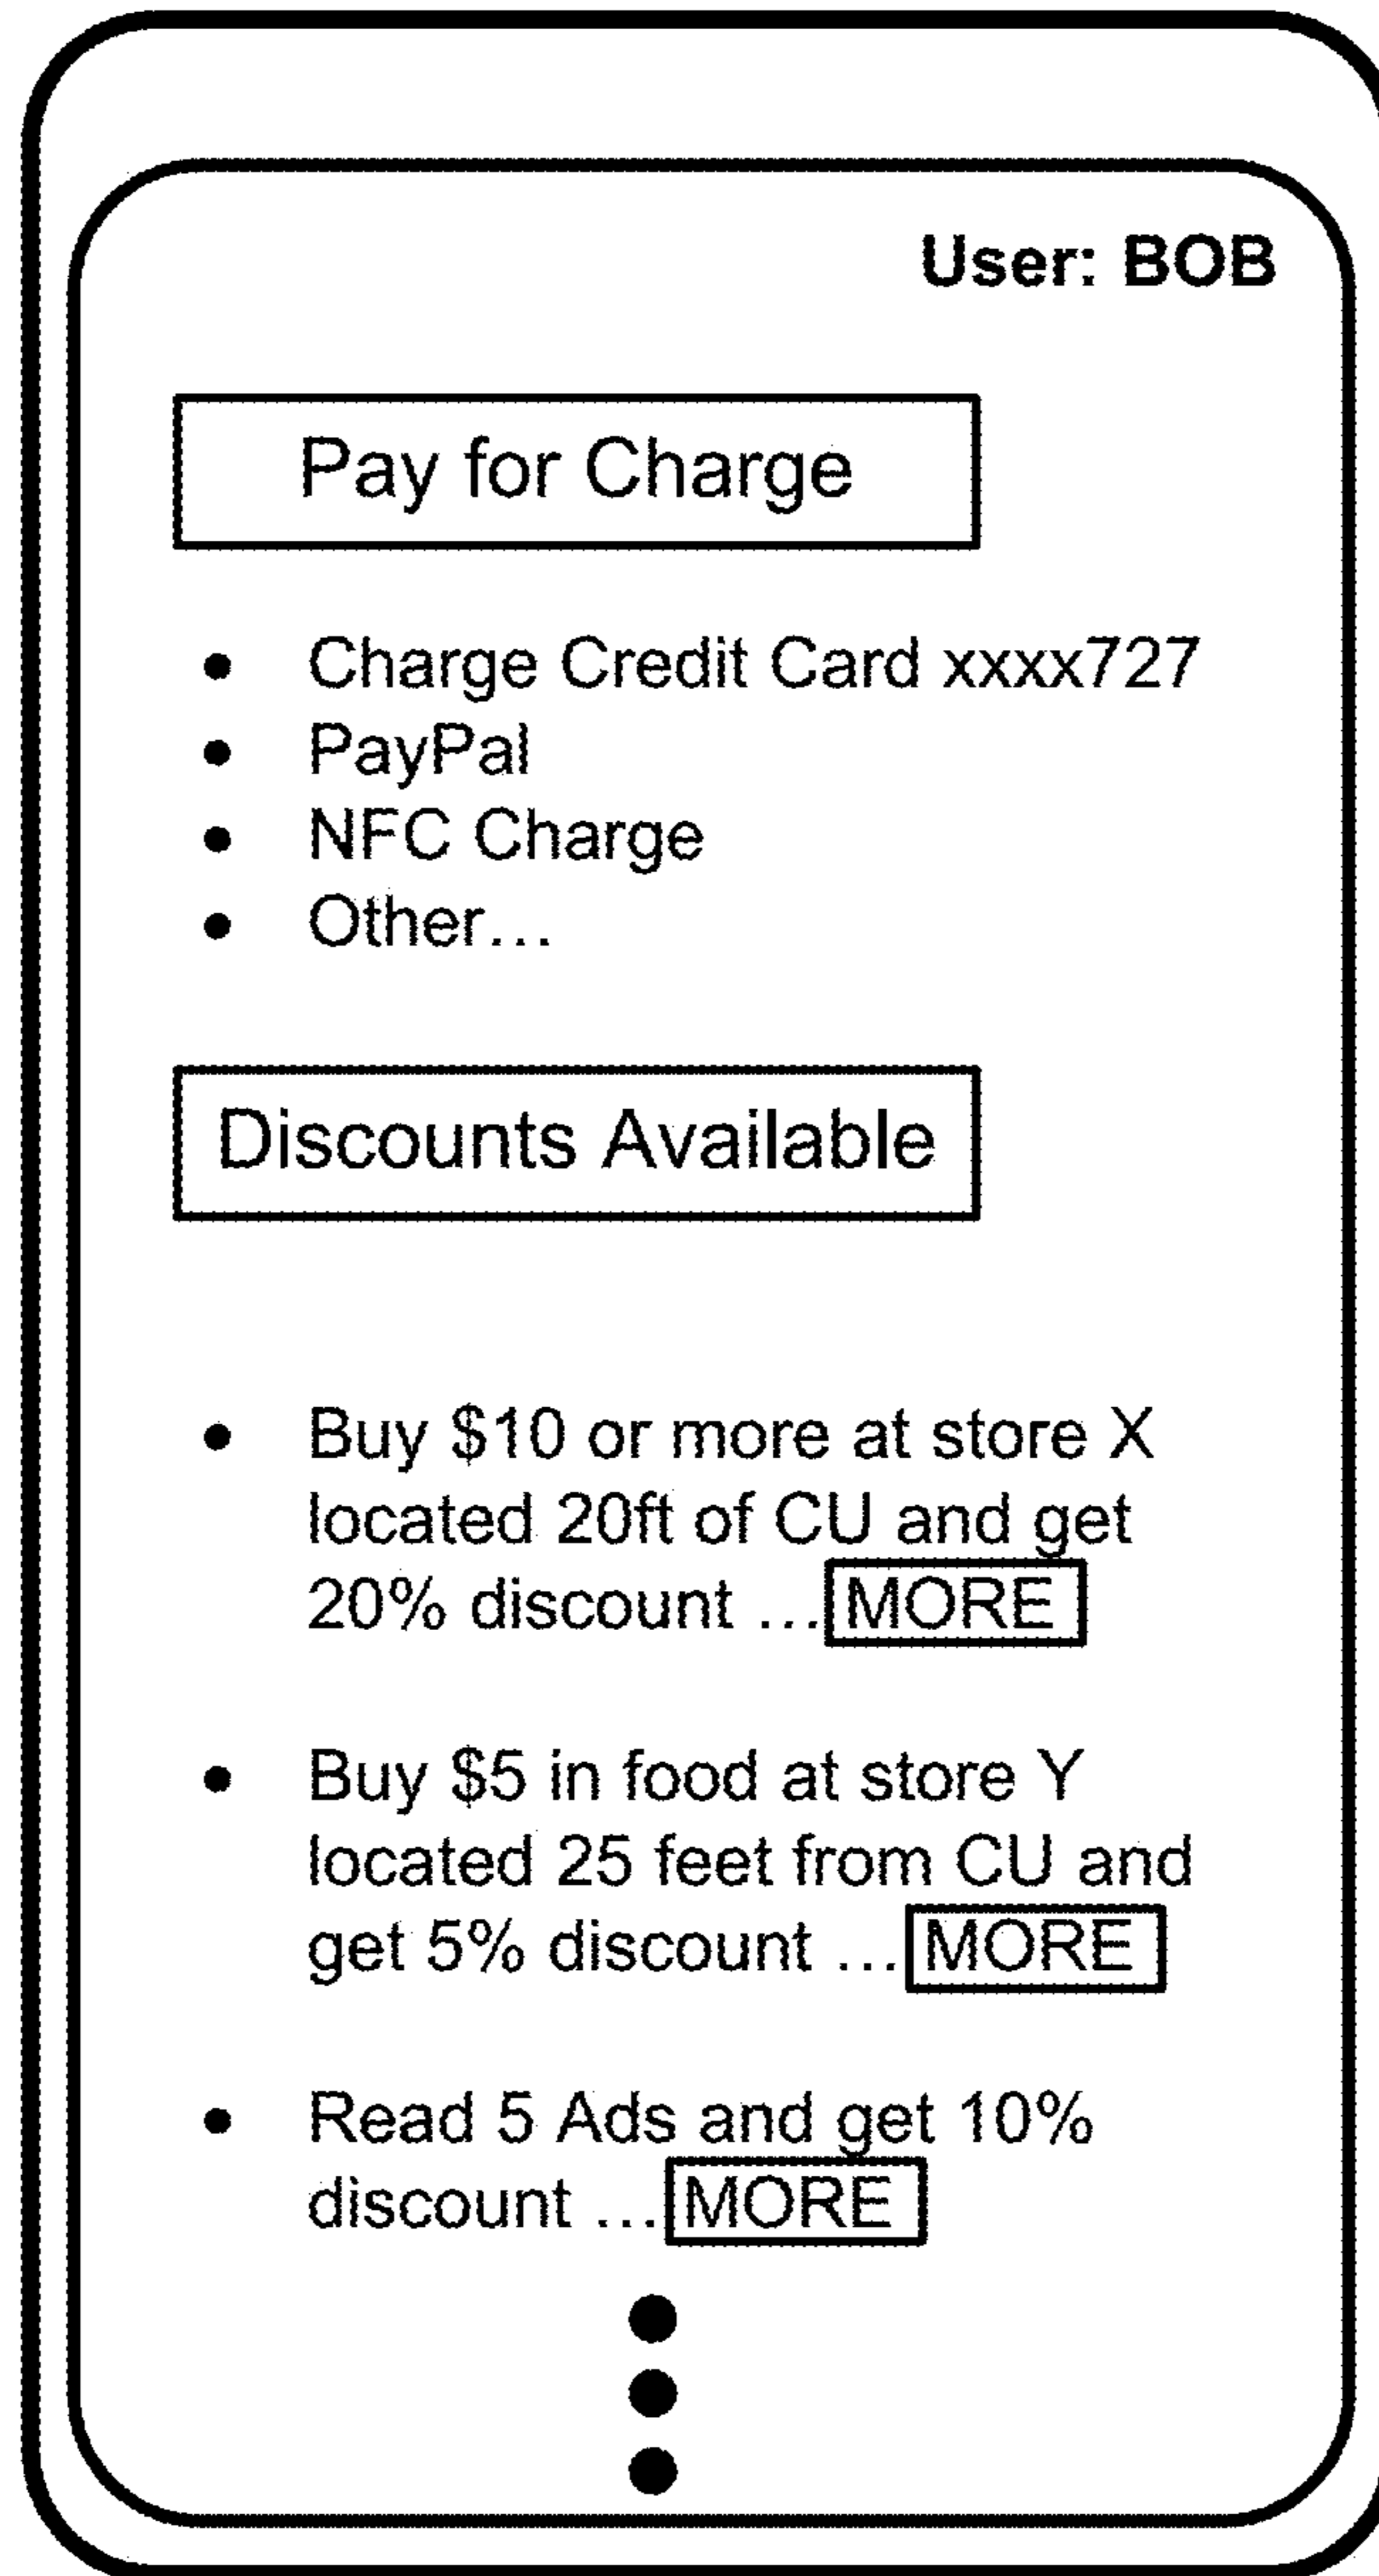 User: BOB
Pay for Charge
• Charge Credit Card xxxx727
• PayPal
• NFC Charge
• Other...
Discounts Available
• Buy $10 or more at store X
located 20ft of CU and get
20% discount ... MORE
• Buy $5 in food at store Y
located 25 feet from CU and
get 5% discount ... MORE
• Read 5 Ads and get 10%
discount ... MORE